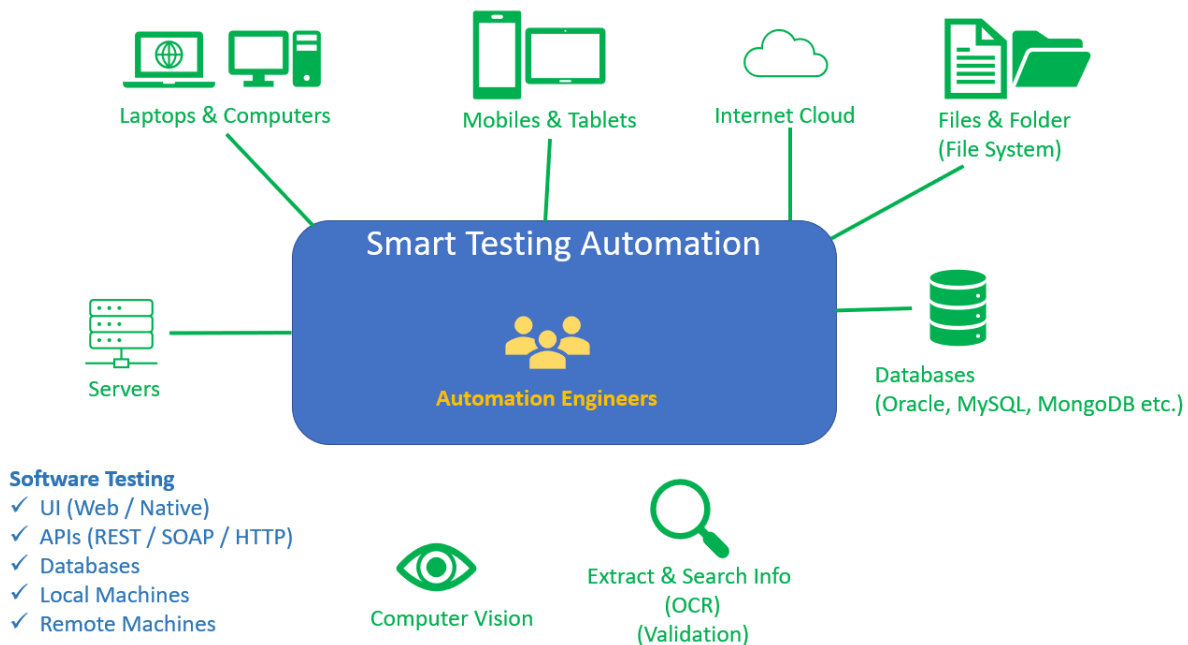 Laptops & Computers
Mobiles & Tablets
Internet Cloud
Files & Folder
(File System)
Smart Testing Automation
Automation Engineers
Servers
Databases
(Oracle, MySQL, MongoDB etc.)
Software Testing
✓ UI (Web / Native)
✓ APIs (REST / SOAP / HTTP)
✓ Databases
✓ Local Machines
✓ Remote Machines
Computer Vision
Extract & Search Info
(OCR)
(Validation)